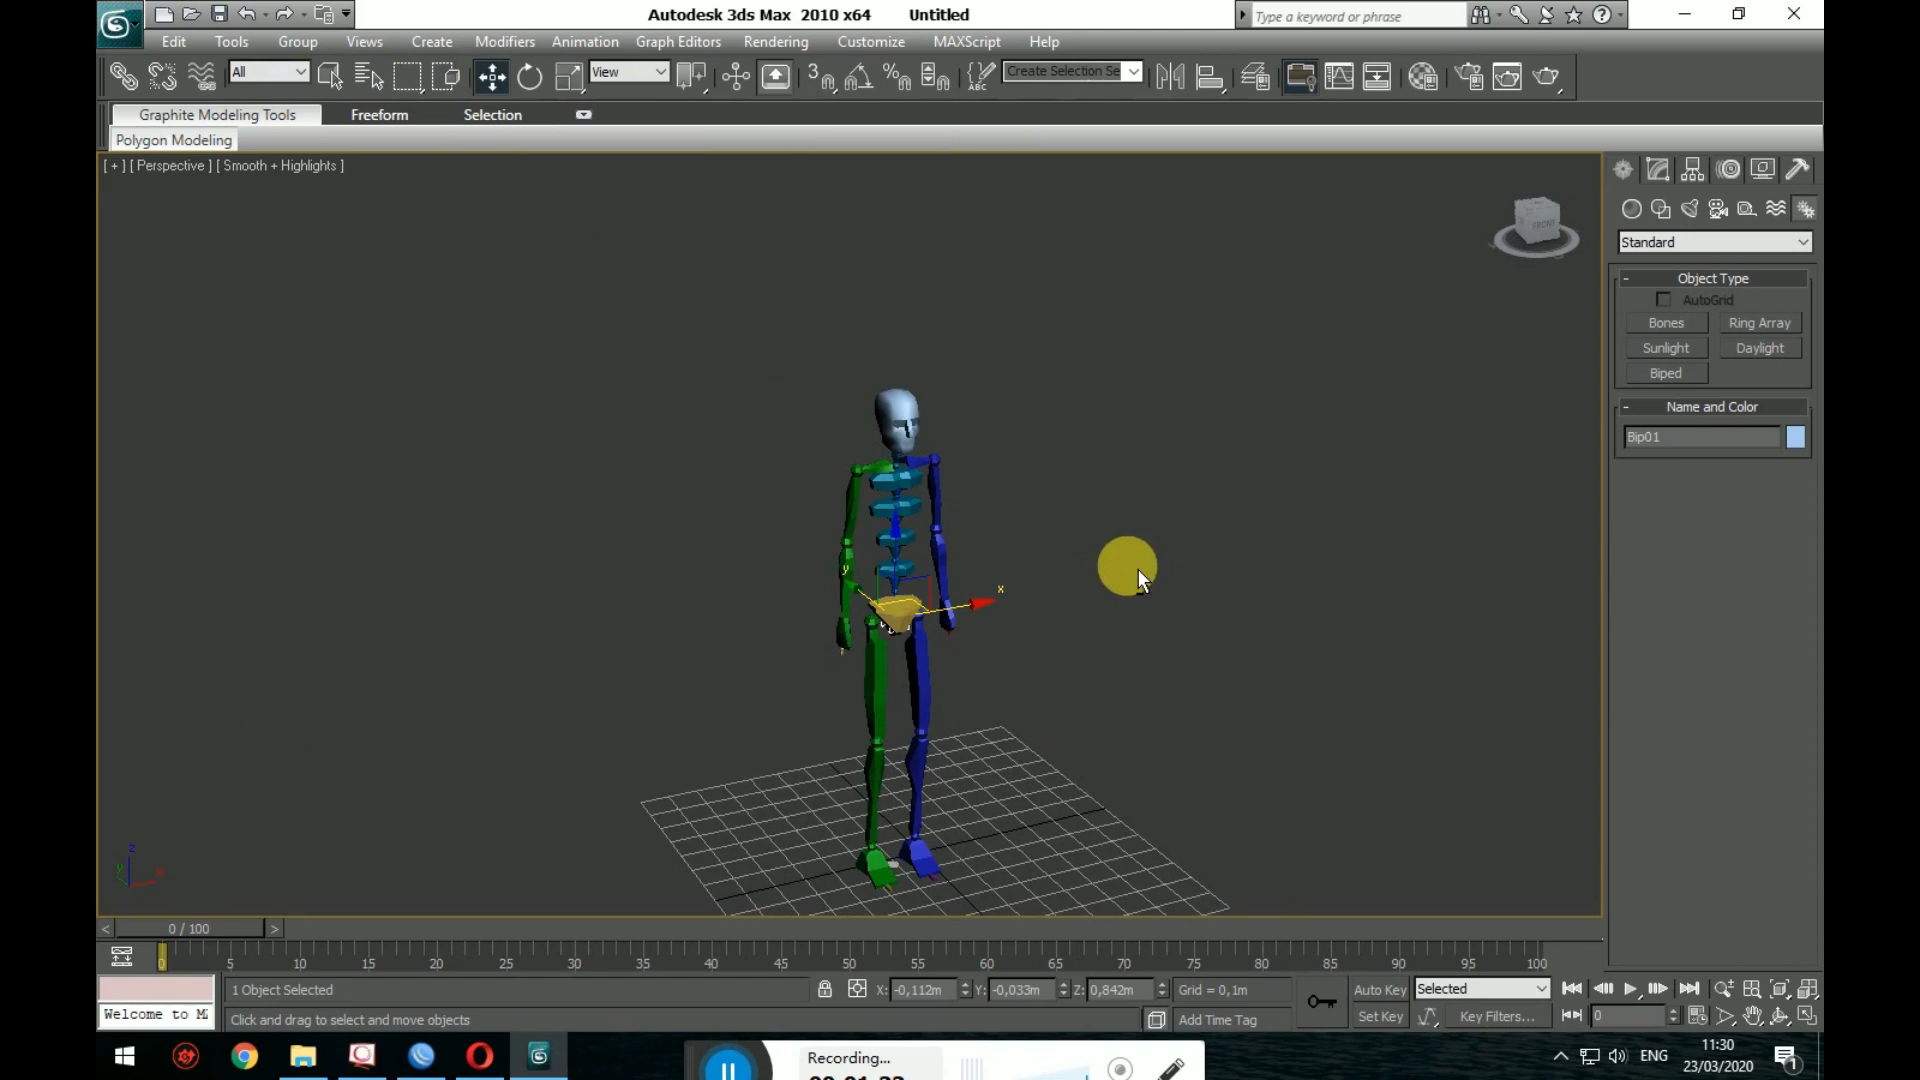 Autodesk 3ds Max 2010 x64 Untitled
Type a keyword or phrase
Edit Tools Group Views Create Modifiers Animation Graph Editors Rendering Customize MAXScript Help
All
View
3
%
ABC
Create Selection Se
Graphite Modeling Tools Freeform Selection
Polygon Modeling
[ + ] [ Perspective ] [ Smooth + Highlights ]
FRONT
Standard
Object Type
AutoGrid
Bones Ring Array
Sunlight Daylight
Biped
Name and Color
Bip01
y
x
z
y
x
< 0 / 100 >
0 5 10 15 20 25 30 35 40 45 50 55 60 65 70 75 80 85 90 95 100
1 Object Selected X: -0,112m Y: -0,033m Z: 0,842m Grid = 0,1m Auto Key Selected
Welcome to
Click and drag to select and move objects Add Time Tag Set Key Key Filters... 0
Recording...
ENG
11:30
23/03/2020
1